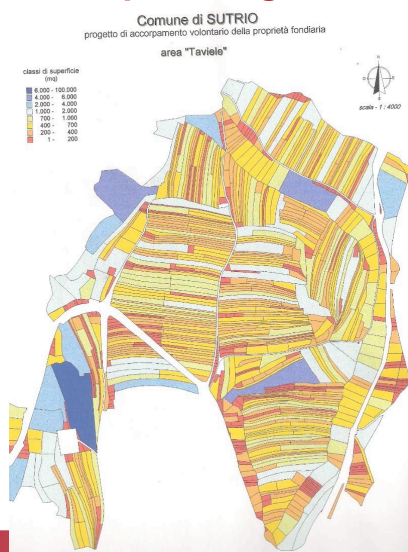 Comune di SUTRIO
progetto di accorpamento volontario della proprietà fondiaria
area "Taviele"
classi di superficie
(mq)
6.000 - 100.000
4.000 - 6.000
2.000 - 4.000
1.000 - 2.000
700 - 1.000
400 - 700
200 - 400
1 - 200
scala - 1 : 4000